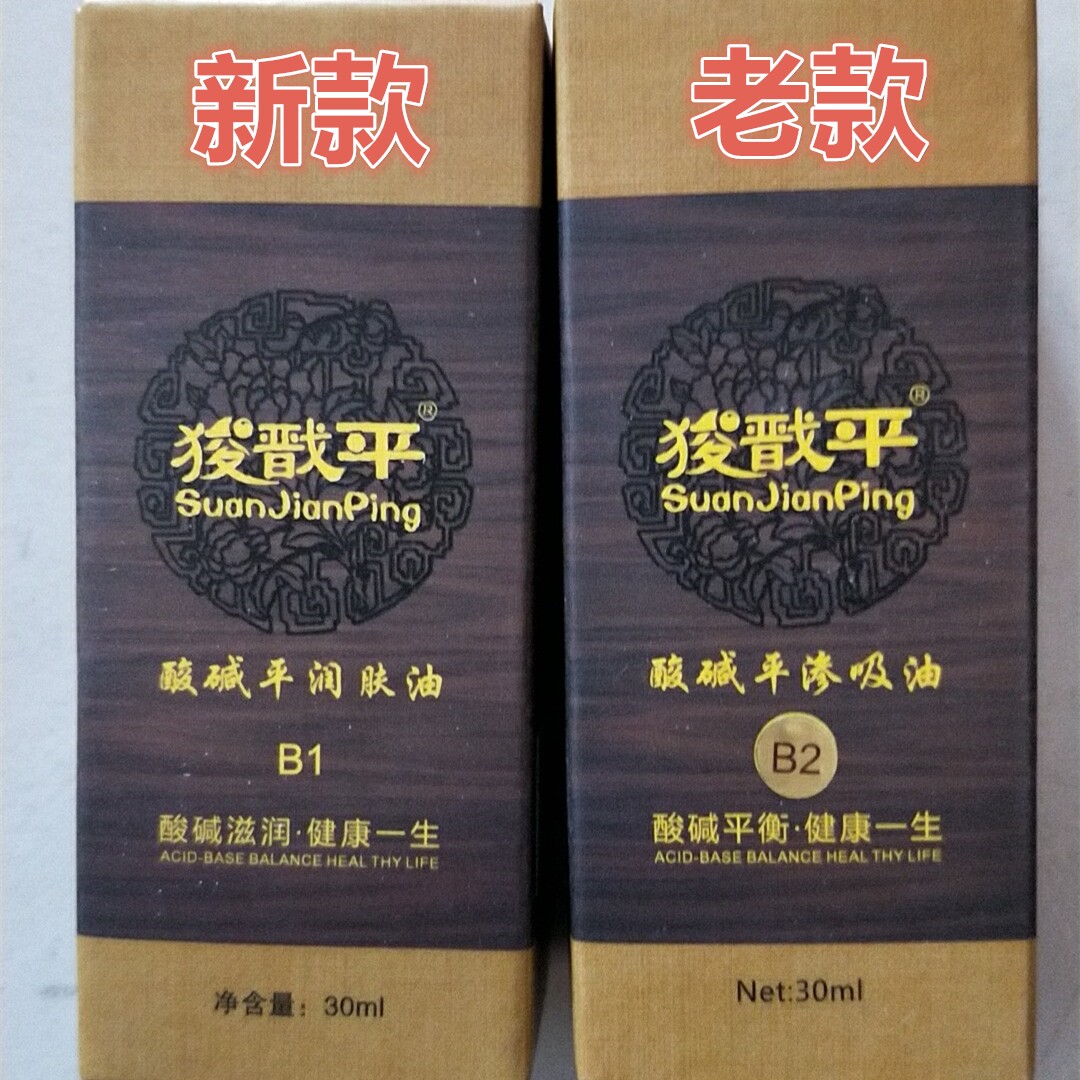 新款
狻戬平®
SuanJianPing
酸碱平润肤油
B1
酸碱滋润·健康一生
ACID-BASE BALANCE HEAL THY LIFE
净含量：30ml
老款
狻戬平®
SuanJianPing
酸碱平渗吸油
B2
酸碱平衡·健康一生
ACID-BASE BALANCE HEAL THY LIFE
Net:30ml